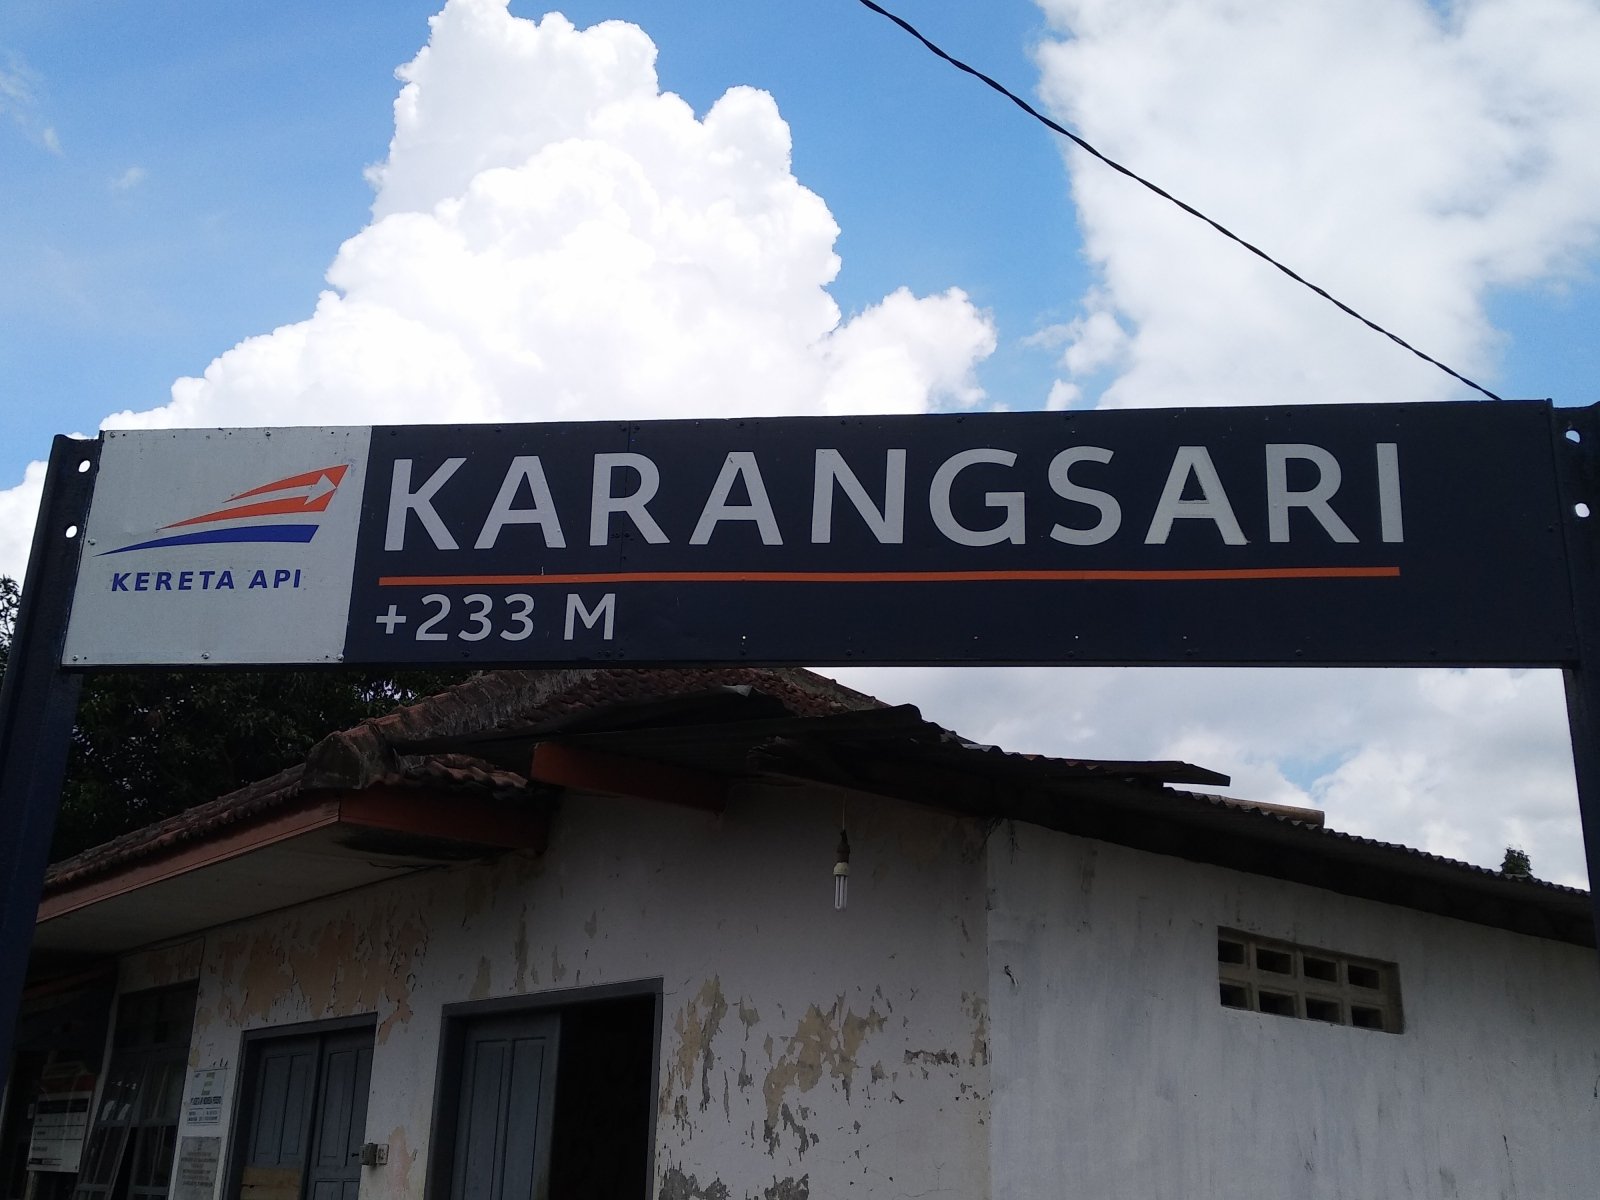 KERETA API
KARANGSARI
+233 M